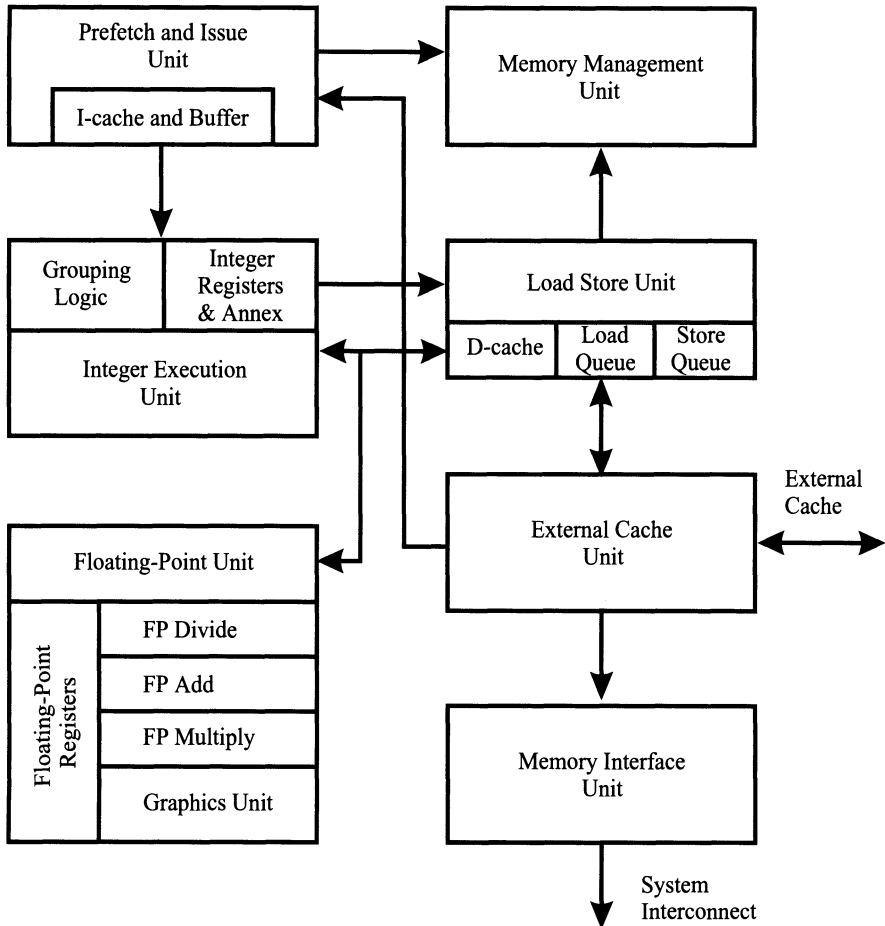 Prefetch and Issue
Unit
I-cache and Buffer
Memory Management
Unit
Grouping
Logic
Integer
Registers
& Annex
Integer Execution
Unit
Load Store Unit
D-cache
Load
Queue
Store
Queue
External Cache
Unit
External
Cache
Floating-Point Unit
Floating-Point
Registers
FP Divide
FP Add
FP Multiply
Graphics Unit
Memory Interface
Unit
System
Interconnect